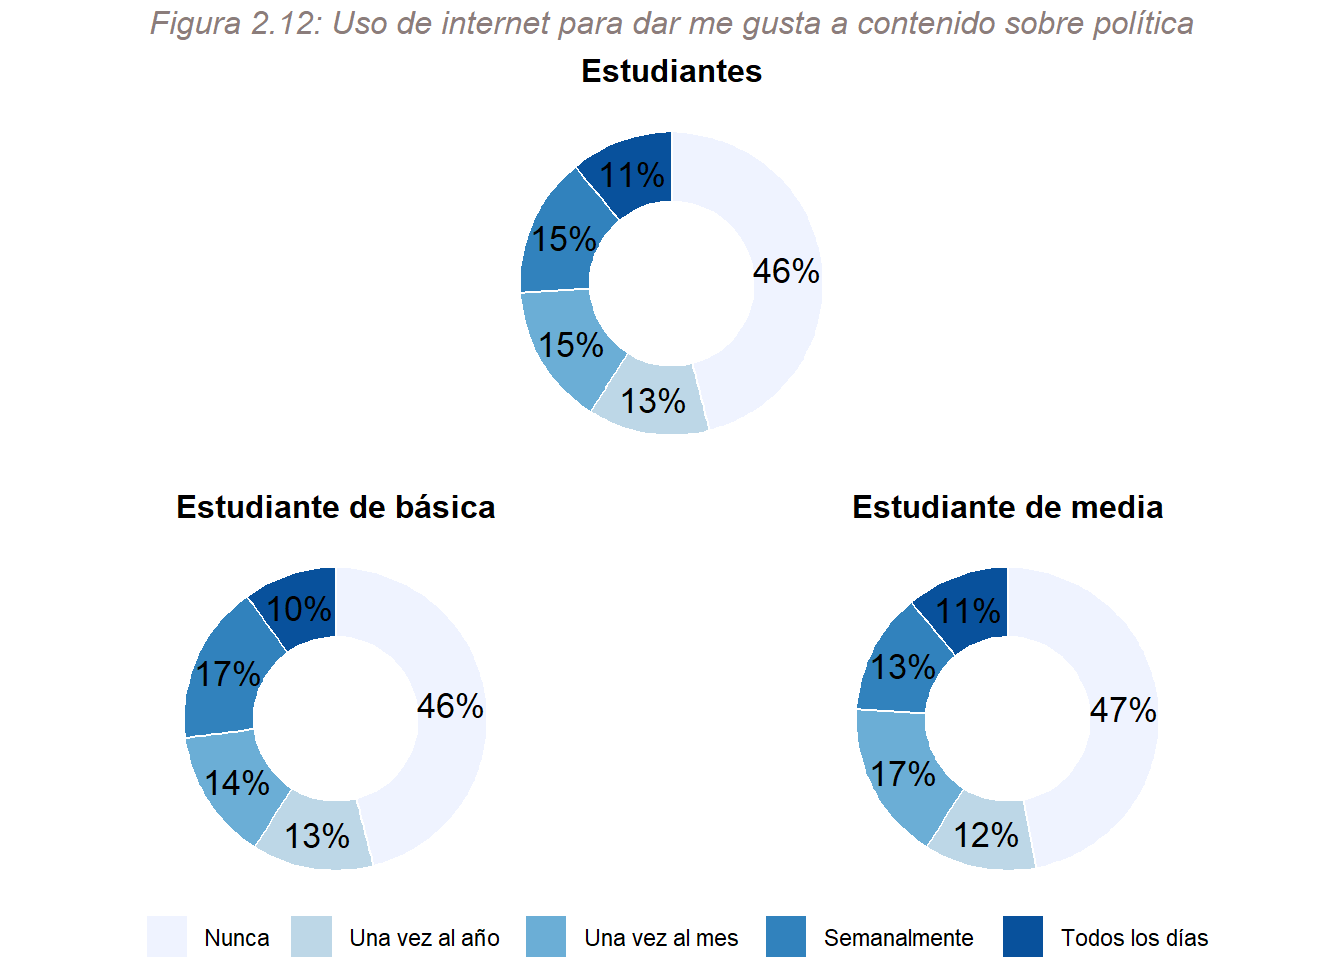 Figura 2.12: Uso de internet para dar me gusta a contenido sobre política
Estudiantes
11%
15%
46%
15%
13%
Estudiante de básica
10%
17%
46%
14%
13%
Estudiante de media
11%
13%
47%
17%
12%
Nunca
Una vez al año
Una vez al mes
Semanalmente
Todos los días